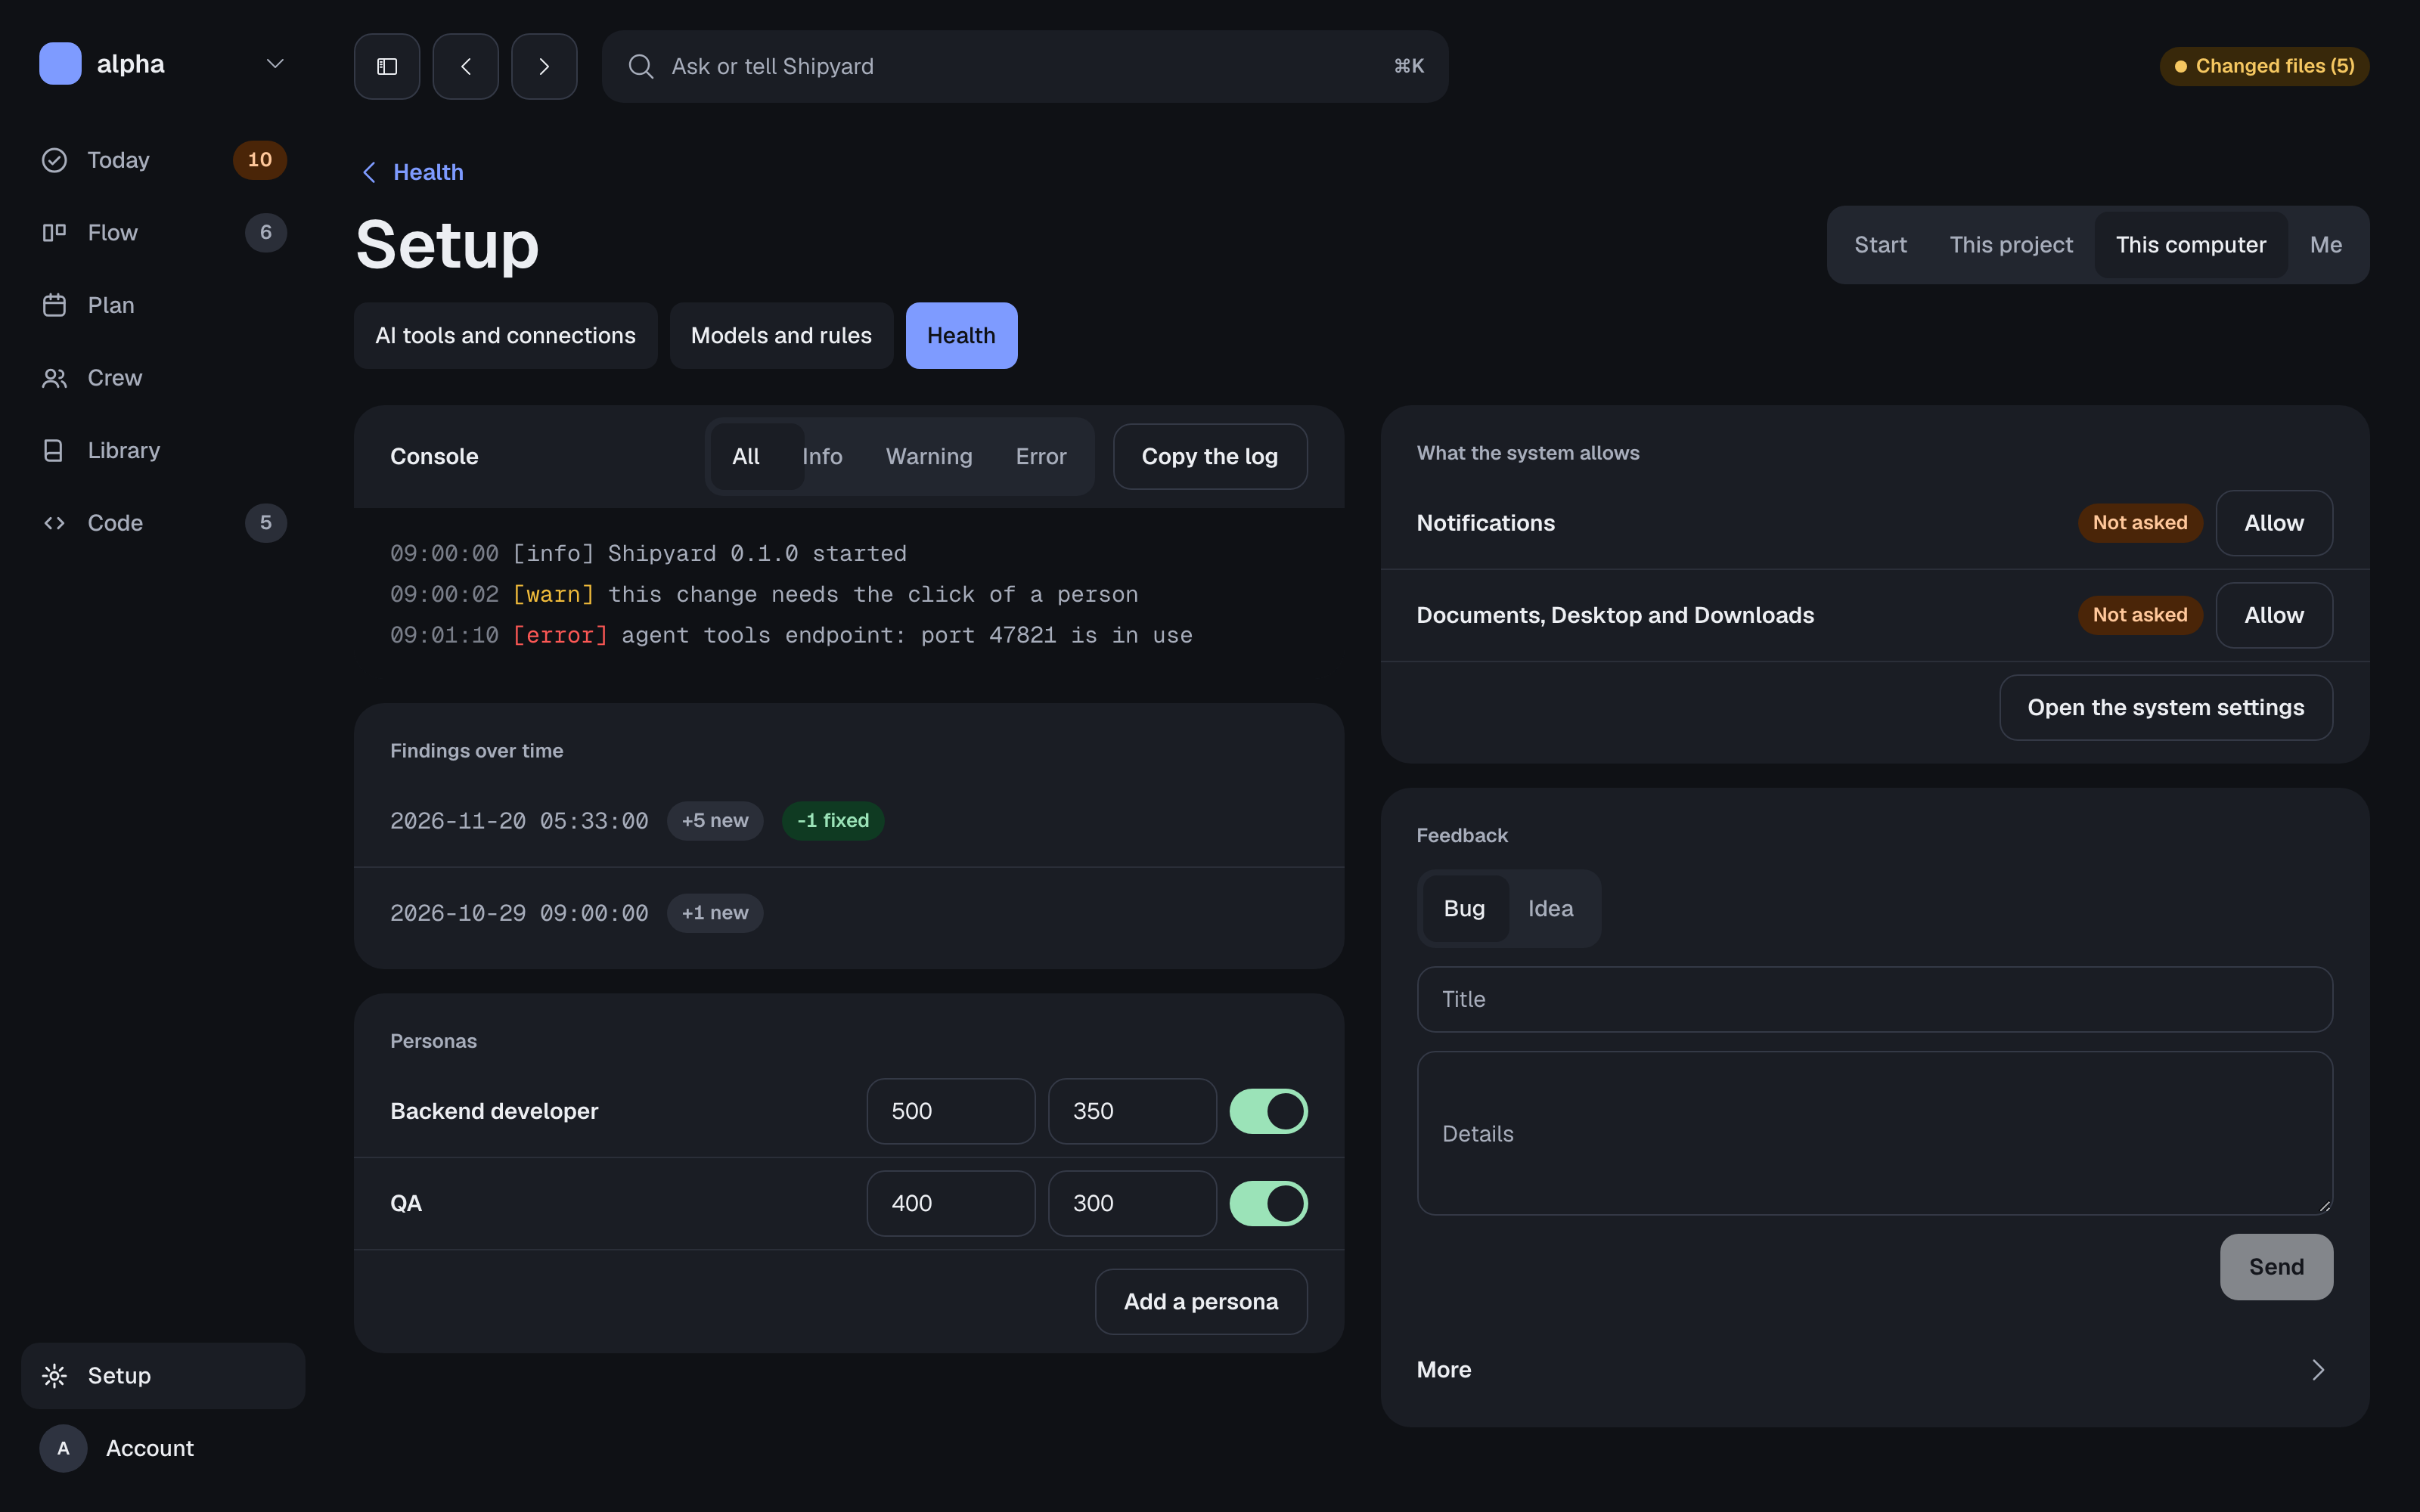 alpha
Today 10
Flow 6
Plan
Crew
Library
Code 5
Setup
A Account
Ask or tell Shipyard ⌘K
Changed files (5)
Health
Setup
Start This project This computer Me
AI tools and connections Models and rules Health
Console All Info Warning Error Copy the log
09:00:00 [info] Shipyard 0.1.0 started
09:00:02 [warn] this change needs the click of a person
09:01:10 [error] agent tools endpoint: port 47821 is in use
Findings over time
2026-11-20 05:33:00 +5 new -1 fixed
2026-10-29 09:00:00 +1 new
Personas
Backend developer 500 350
QA 400 300
Add a persona
What the system allows
Notifications Not asked Allow
Documents, Desktop and Downloads Not asked Allow
Open the system settings
Feedback
Bug Idea
Title
Details
Send
More